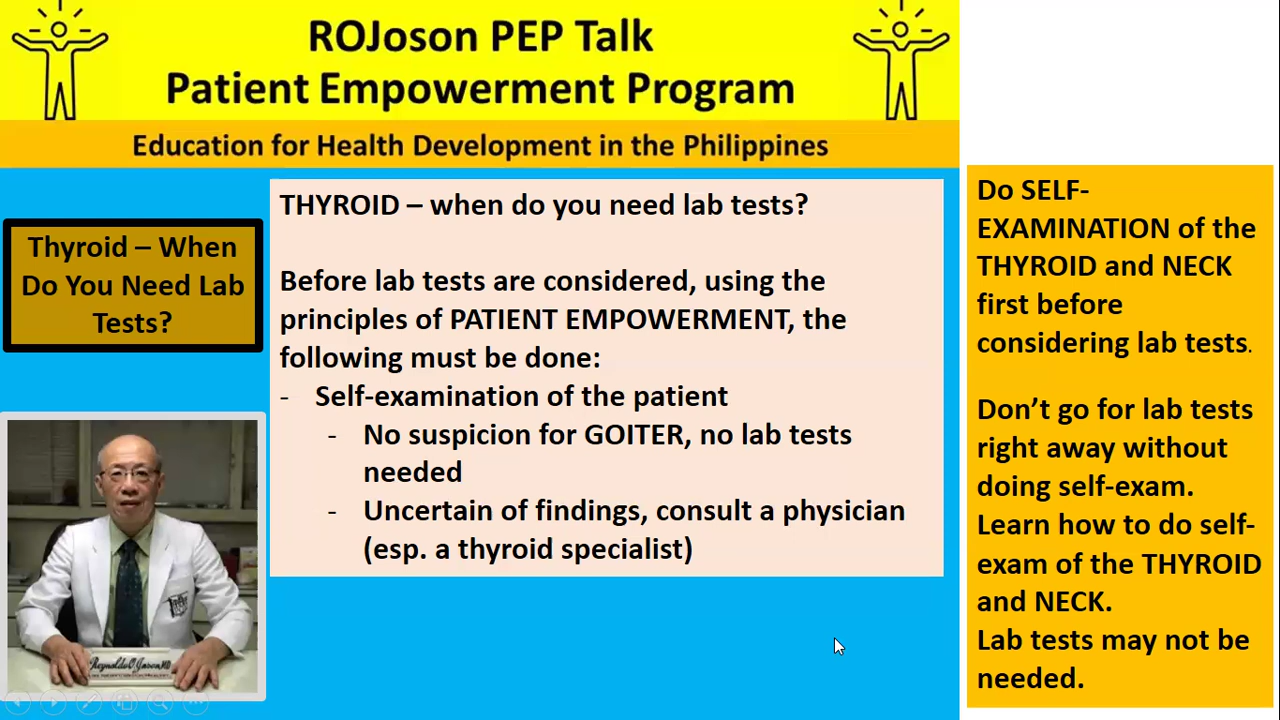 ROJoson PEP Talk
Patient Empowerment Program
Education for Health Development in the Philippines
Thyroid – When
Do You Need Lab
Tests?
THYROID – when do you need lab tests?
Before lab tests are considered, using the
principles of PATIENT EMPOWERMENT, the
following must be done:
- Self-examination of the patient
- No suspicion for GOITER, no lab tests
needed
- Uncertain of findings, consult a physician
(esp. a thyroid specialist)
Do SELF-
EXAMINATION of the
THYROID and NECK
first before
considering lab tests.
Don’t go for lab tests
right away without
doing self-exam.
Learn how to do self-
exam of the THYROID
and NECK.
Lab tests may not be
needed.
Reynaldo O. Joson, MD